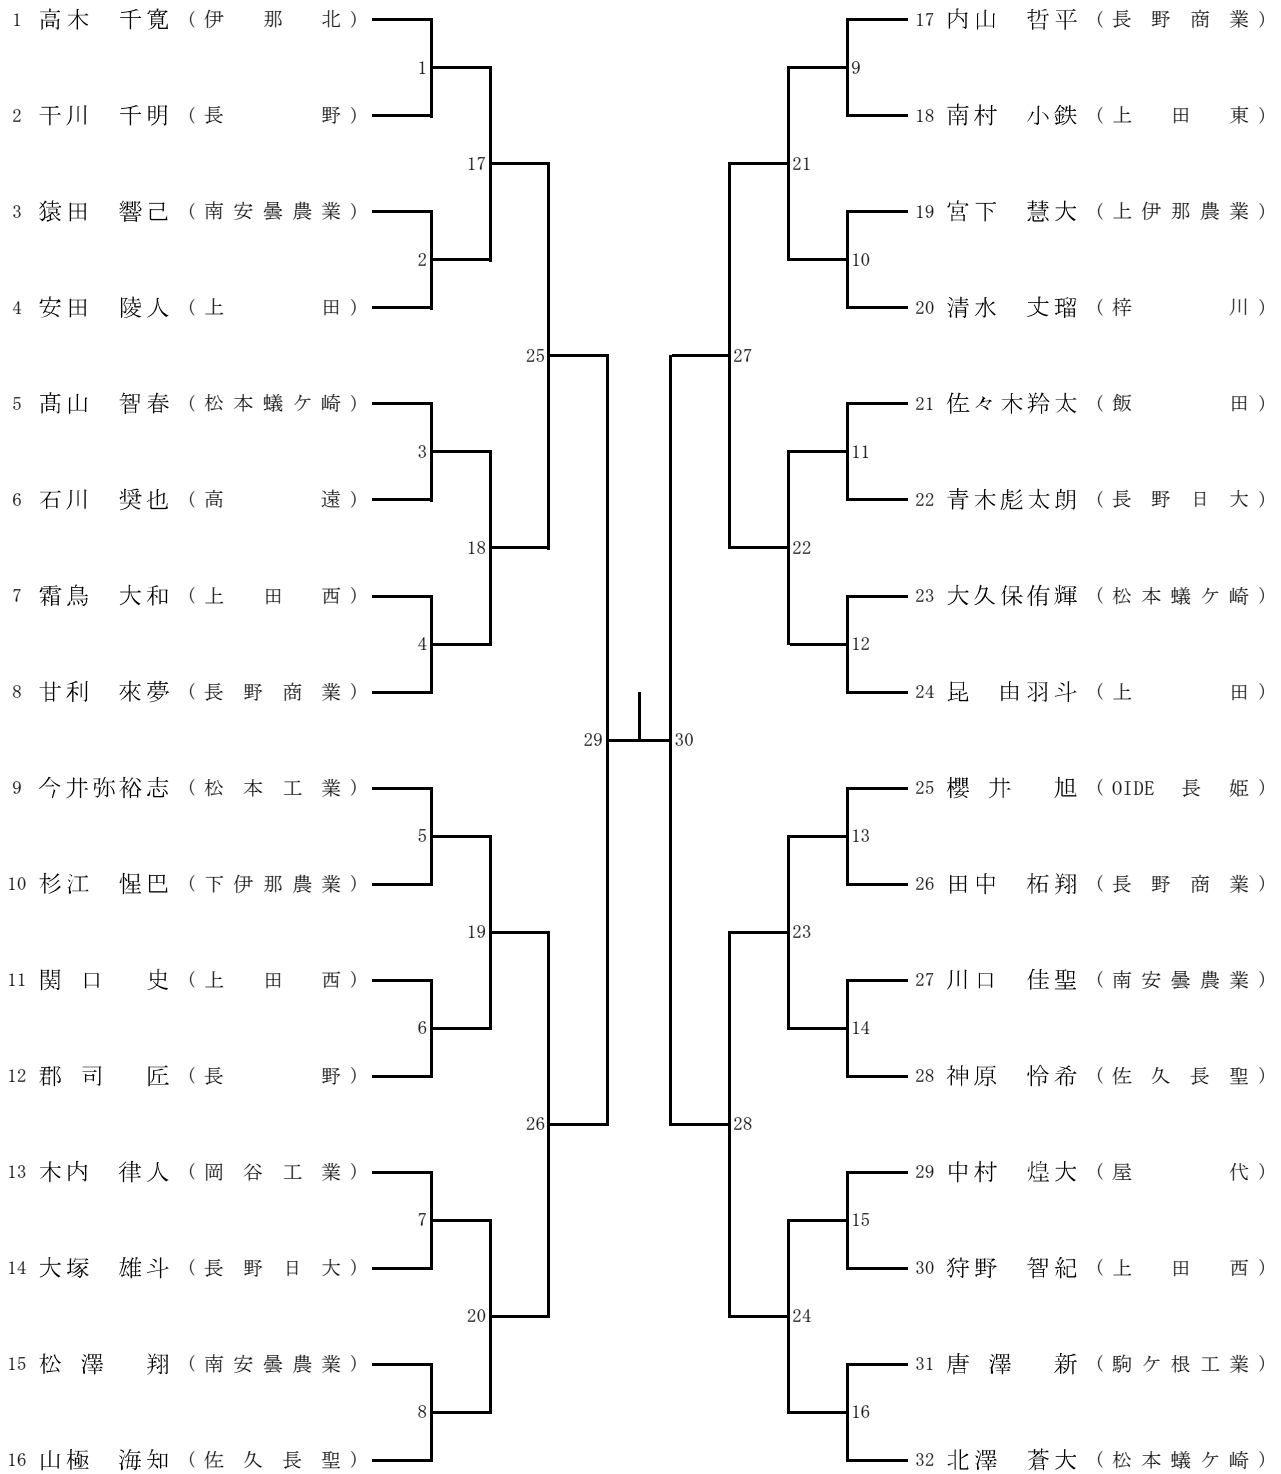 1 高木 千寛 (伊那北)
1
2 干川 千明 (長野)
17
3 猿田 響己 (南安曇農業)
2
4 安田 陵人 (上田)
25
5 髙山 智春 (松本蟻ケ崎)
3
6 石川 奨也 (高遠)
18
7 霜鳥 大和 (上田西)
4
8 甘利 來夢 (長野商業)
29
9 今井弥裕志 (松本工業)
5
10 杉江 惺巴 (下伊那農業)
19
11 関口 史 (上田西)
6
12 郡司 匠 (長野)
26
13 木内 律人 (岡谷工業)
7
14 大塚 雄斗 (長野日大)
20
15 松澤 翔 (南安曇農業)
8
16 山極 海知 (佐久長聖)
17 内山 哲平 (長野商業)
9
18 南村 小鉄 (上田東)
21
19 宮下 慧大 (上伊那農業)
10
20 清水 丈瑠 (梓川)
27
21 佐々木羚太 (飯田)
11
22 青木彪太朗 (長野日大)
22
23 大久保侑輝 (松本蟻ケ崎)
12
24 昆 由羽斗 (上田)
30
25 櫻井 旭 (OIDE長姫)
13
26 田中 柘翔 (長野商業)
23
27 川口 佳聖 (南安曇農業)
14
28 神原 怜希 (佐久長聖)
28
29 中村 煌大 (屋代)
15
30 狩野 智紀 (上田西)
24
31 唐澤 新 (駒ケ根工業)
16
32 北澤 蒼大 (松本蟻ケ崎)